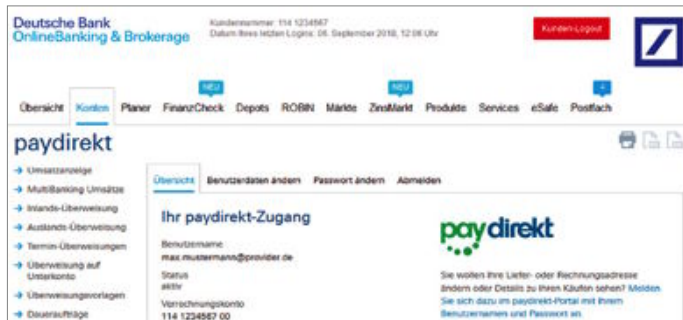 Deutsche Bank
OnlineBanking & Brokerage
Kundennummer: 114 1234567
Datum Ihres letzten Logins: 06. September 2018, 12:06 Uhr
Kunden-Logout
NEU
NEU
Übersicht Konten Planer FinanzCheck Depots ROBIN Märkte ZinsMarkt Produkte Services eSafe Postfach
paydirekt
Umsatzanzeige
MultiBanking Umsätze
Inlands-Überweisung
Auslands-Überweisung
Termin-Überweisungen
Überweisung auf
Unterkonto
Überweisungsvorlagen
Daueraufträge
Übersicht Benutzerdaten ändern Passwort ändern Abmelden
Ihr paydirekt-Zugang
Benutzername
max.mustermann@provider.de
Status
aktiv
Verrechnungskonto
114 1234567 00
paydirekt
Sie wollen Ihre Liefer- oder Rechnungsadresse
ändern oder Details zu Ihren Käufen sehen? Melden
Sie sich dazu im paydirekt-Portal mit Ihrem
Benutzernamen und Passwort an.